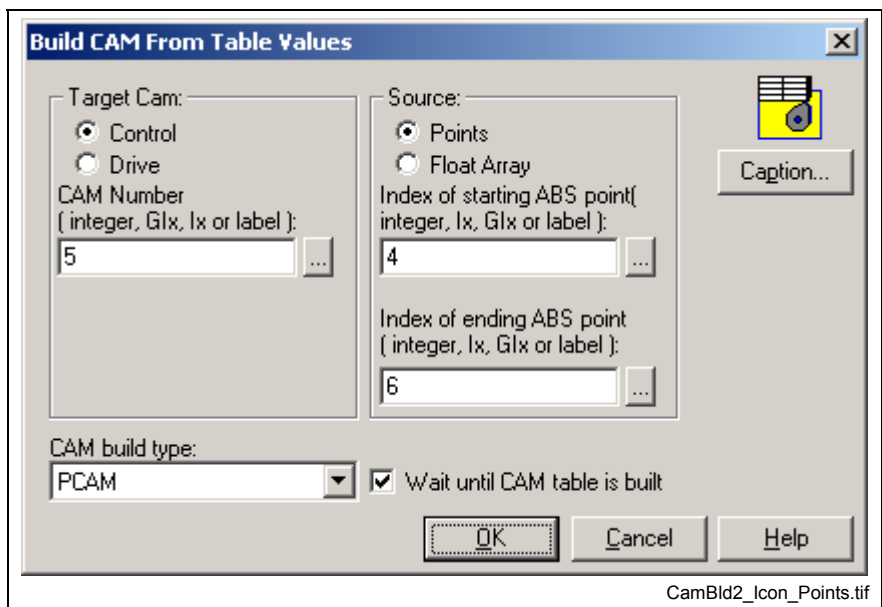 Build CAM From Table Values
Target Cam:
Control
Drive
CAM Number
( integer, GIx, Ix or label ):
5
...
Source:
Points
Float Array
Index of starting ABS point(
integer, Ix, GIx or label ):
4
...
Index of ending ABS point
( integer, Ix, GIx or label ):
6
...
Caption...
CAM build type:
PCAM
Wait until CAM table is built
OK
Cancel
Help
CamBld2_Icon_Points.tif